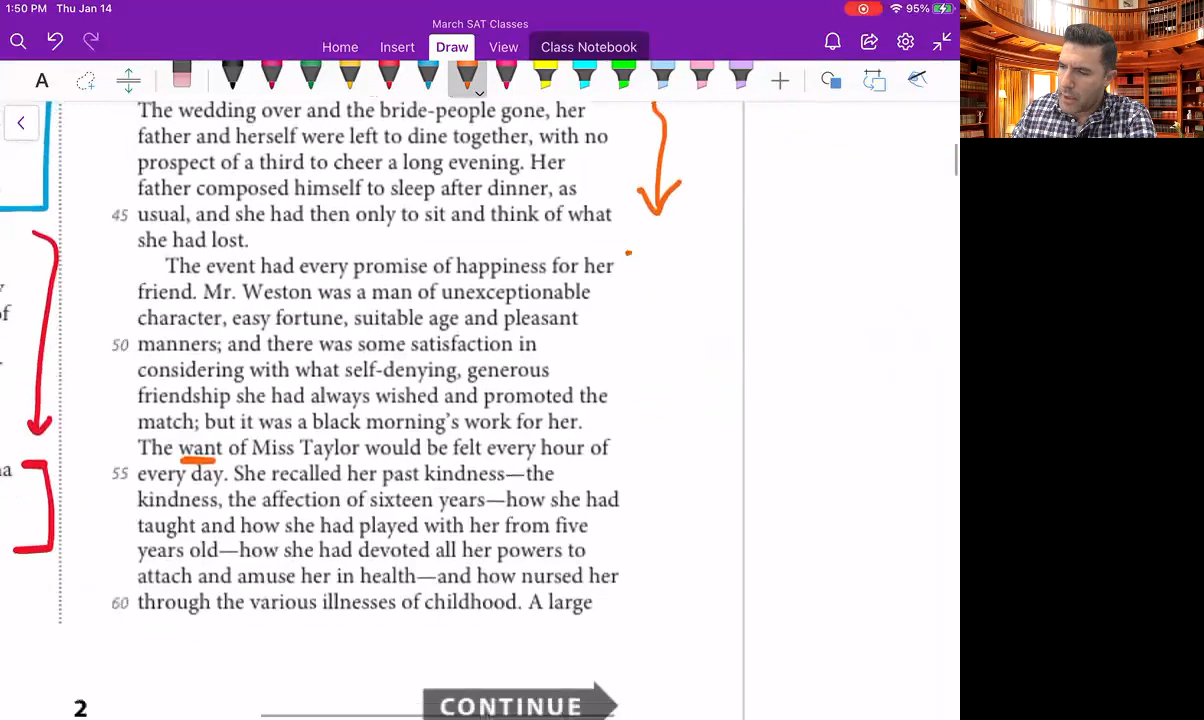 1:50 PM Thu Jan 14
95%
March SAT Classes
Home Insert Draw View Class Notebook
A
The wedding over and the bride-people gone, her
father and herself were left to dine together, with no
prospect of a third to cheer a long evening. Her
father composed himself to sleep after dinner, as
45 usual, and she had then only to sit and think of what
she had lost.
The event had every promise of happiness for her
friend. Mr. Weston was a man of unexceptionable
character, easy fortune, suitable age and pleasant
50 manners; and there was some satisfaction in
considering with what self-denying, generous
friendship she had always wished and promoted the
match; but it was a black morning's work for her.
The want of Miss Taylor would be felt every hour of
55 every day. She recalled her past kindness—the
kindness, the affection of sixteen years—how she had
taught and how she had played with her from five
years old—how she had devoted all her powers to
attach and amuse her in health—and how nursed her
60 through the various illnesses of childhood. A large
2
CONTINUE